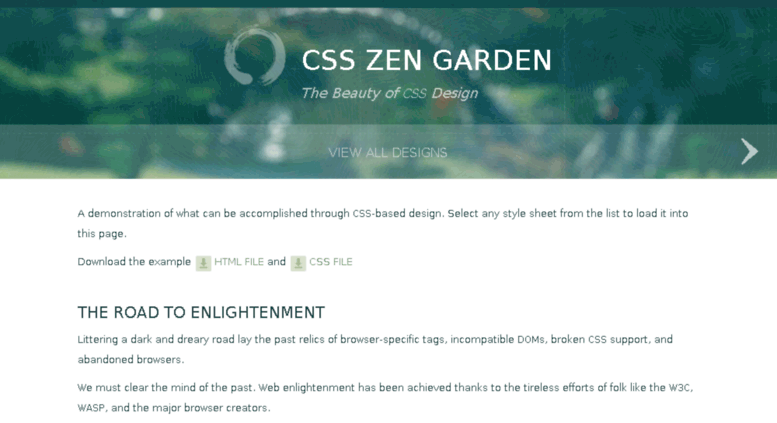 CSS ZEN GARDEN
The Beauty of CSS Design
VIEW ALL DESIGNS
A demonstration of what can be accomplished through CSS-based design. Select any style sheet from the list to load it into
this page.
Download the example HTML FILE and CSS FILE
THE ROAD TO ENLIGHTENMENT
Littering a dark and dreary road lay the past relics of browser-specific tags, incompatible DOMs, broken CSS support, and
abandoned browsers.
We must clear the mind of the past. Web enlightenment has been achieved thanks to the tireless efforts of folk like the W3C,
WASP, and the major browser creators.